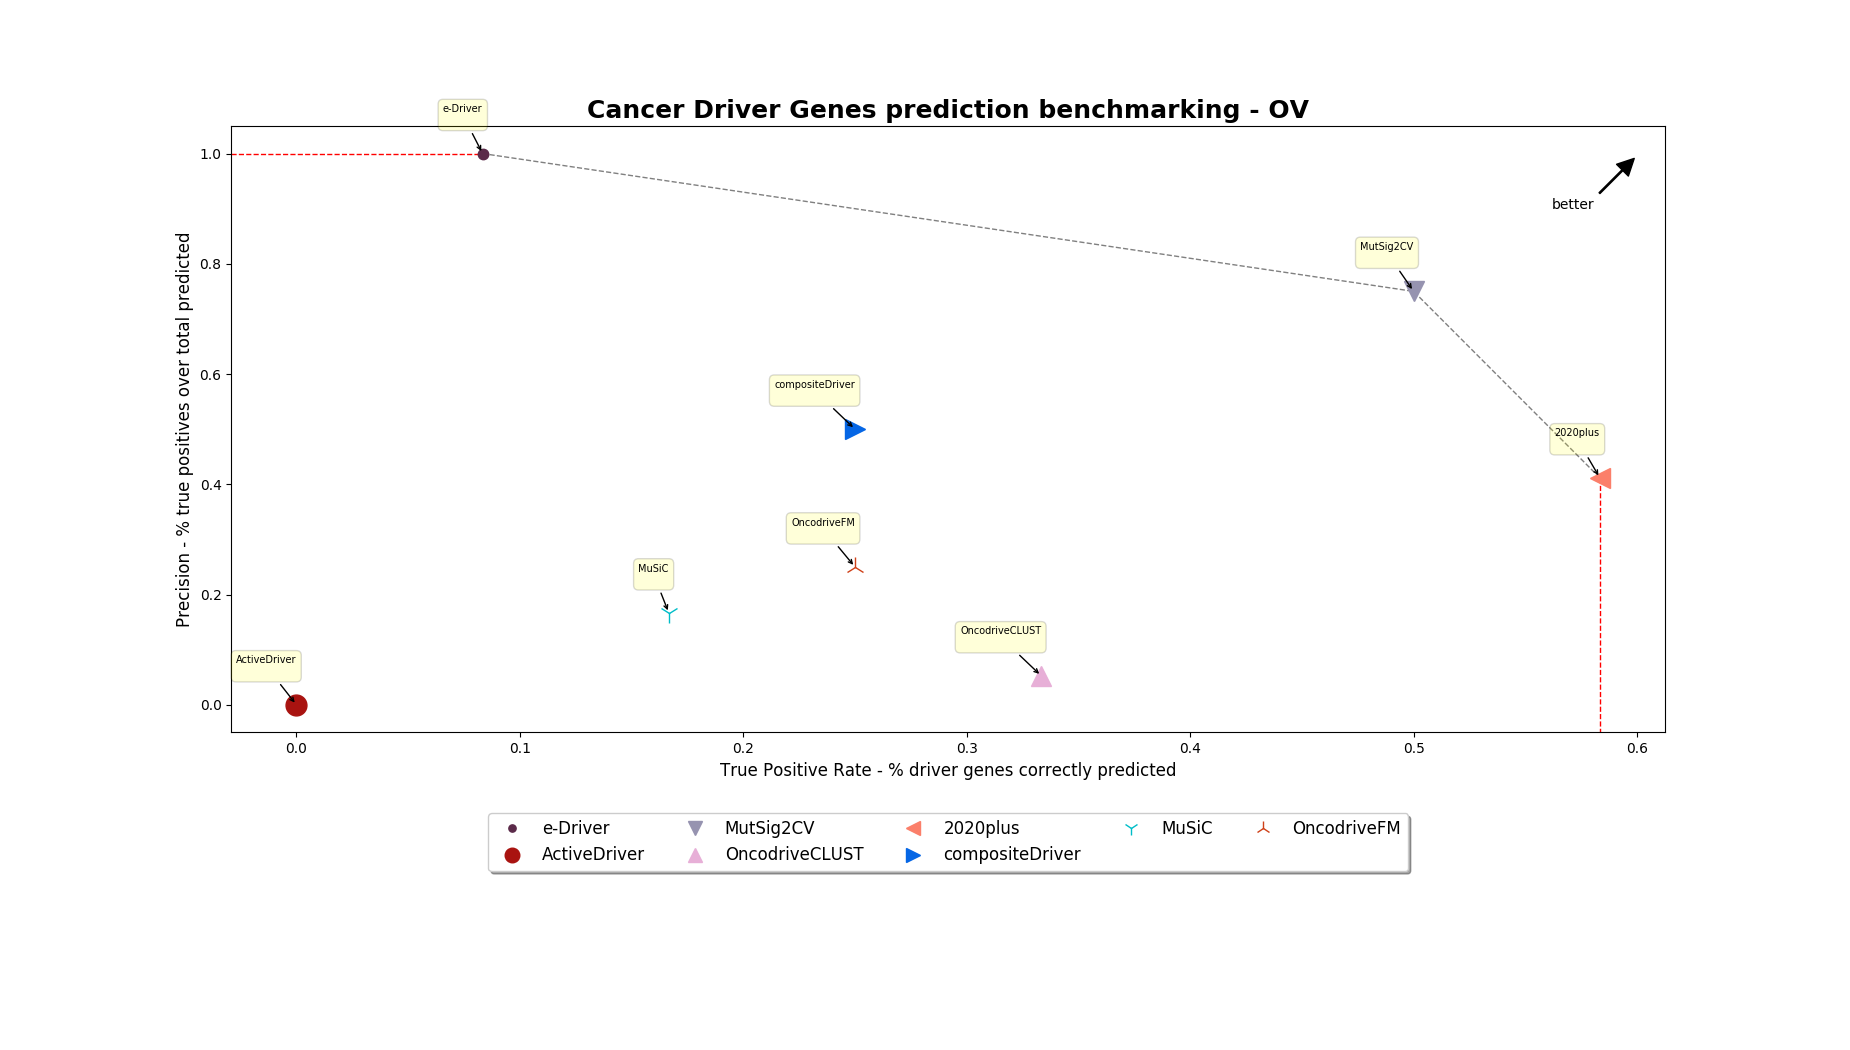 Cancer Driver Genes prediction benchmarking - OV
e-Driver
better
MutSig2CV
compositeDriver
2020plus
OncodriveFM
MuSiC
OncodriveCLUST
ActiveDriver
Precision - % true positives over total predicted
1.0
0.8
0.6
0.4
0.2
0.0
0.0 0.1 0.2 0.3 0.4 0.5 0.6
True Positive Rate - % driver genes correctly predicted
e-Driver MutSig2CV 2020plus MuSiC OncodriveFM
ActiveDriver OncodriveCLUST compositeDriver